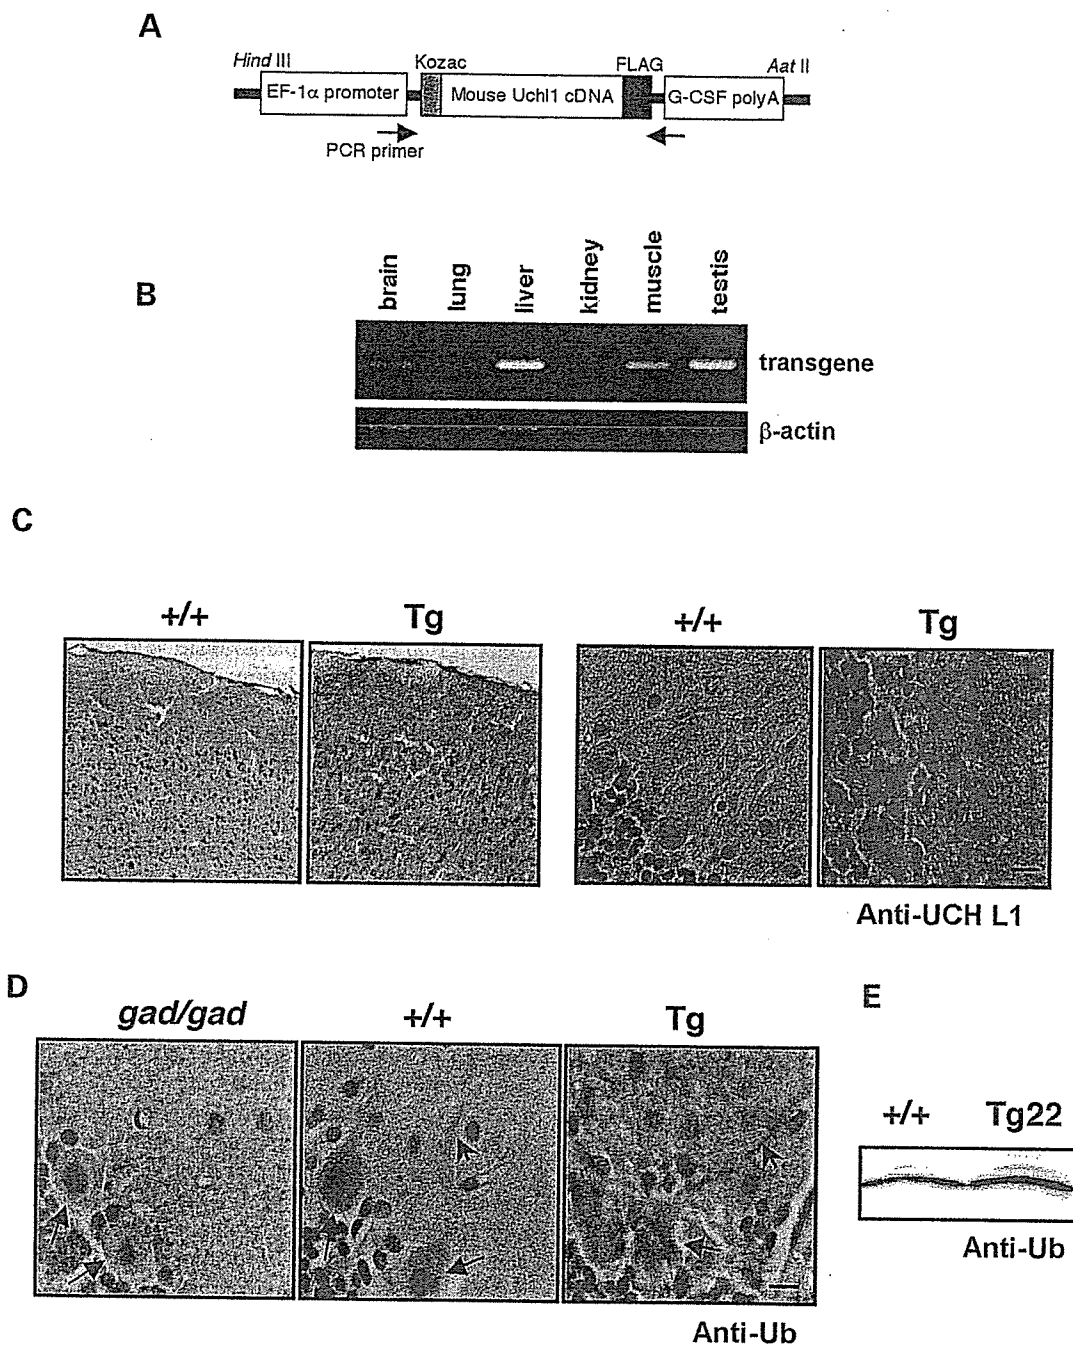 A
Hind III
Kozac
FLAG
Aat II
EF-1α promoter
Mouse Uchl1 cDNA
G-CSF polyA
PCR primer
B
brain
lung
liver
kidney
muscle
testis
transgene
β-actin
C
+/+
Tg
+/+
Tg
Anti-UCH L1
D
gad/gad
+/+
Tg
Anti-Ub
E
+/+
Tg22
Anti-Ub